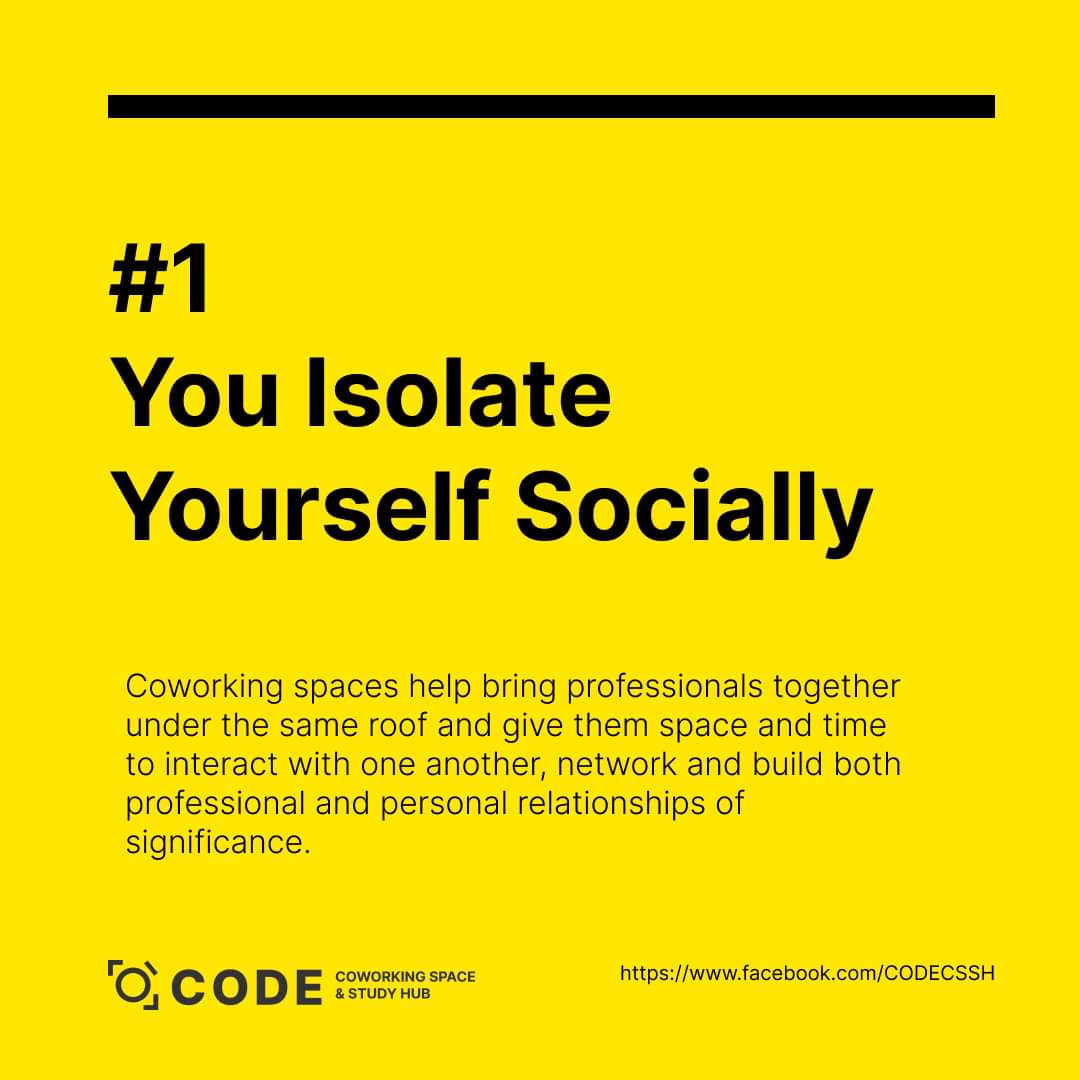 #1
You Isolate
Yourself Socially
Coworking spaces help bring professionals together
under the same roof and give them space and time
to interact with one another, network and build both
professional and personal relationships of
significance.
CODE
COWORKING SPACE
& STUDY HUB
https://www.facebook.com/CODECSSH